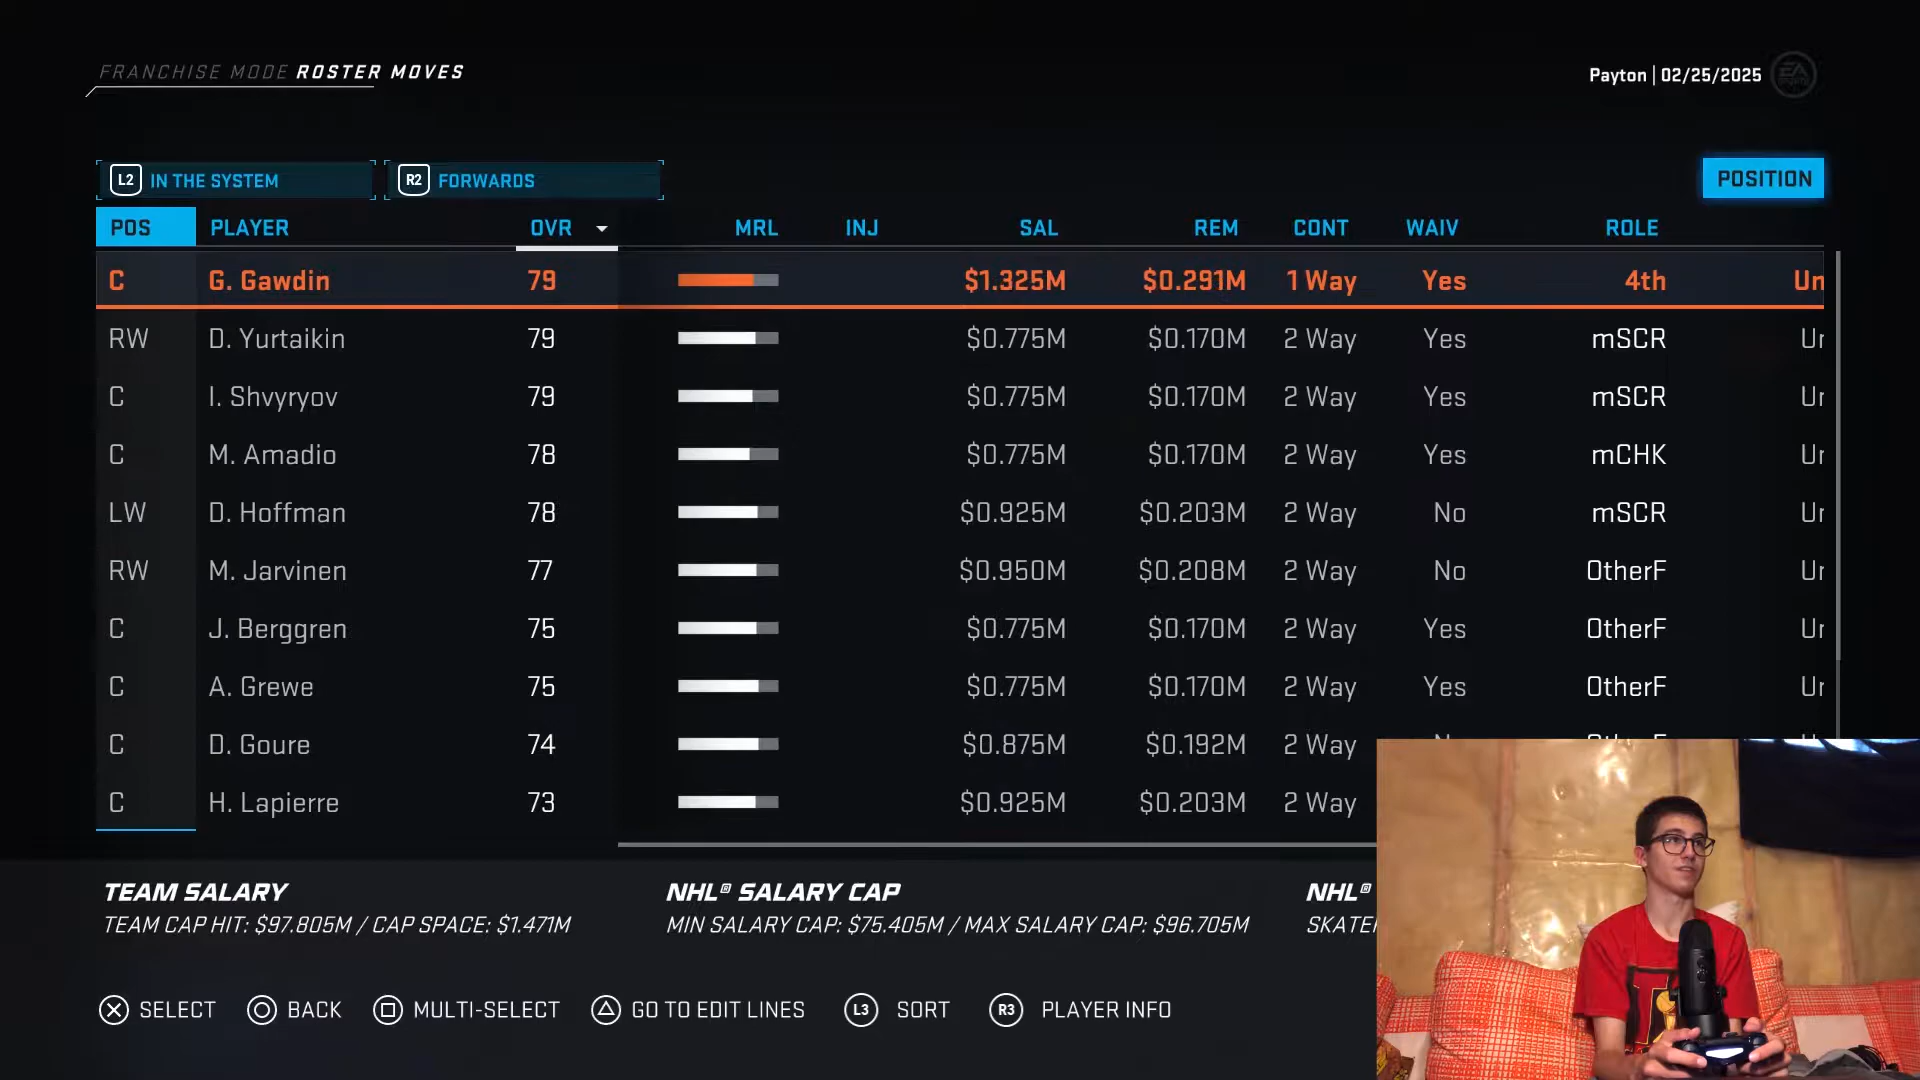 FRANCHISE MODE ROSTER MOVES
Payton | 02/25/2025
L2 IN THE SYSTEM R2 FORWARDS POSITION
POS PLAYER OVR MRL INJ SAL REM CONT WAIV ROLE
C G. Gawdin 79 $1.325M $0.291M 1 Way Yes 4th Un
RW D. Yurtaikin 79 $0.775M $0.170M 2 Way Yes mSCR Ur
C I. Shvyryov 79 $0.775M $0.170M 2 Way Yes mSCR Ur
C M. Amadio 78 $0.775M $0.170M 2 Way Yes mCHK Ur
LW D. Hoffman 78 $0.925M $0.203M 2 Way No mSCR Ur
RW M. Jarvinen 77 $0.950M $0.208M 2 Way No OtherF Ur
C J. Berggren 75 $0.775M $0.170M 2 Way Yes OtherF Ur
C A. Grewe 75 $0.775M $0.170M 2 Way Yes OtherF Ur
C D. Goure 74 $0.875M $0.192M 2 Way
C H. Lapierre 73 $0.925M $0.203M 2 Way
TEAM SALARY NHL® SALARY CAP NHL®
TEAM CAP HIT: $97.805M / CAP SPACE: $1.471M MIN SALARY CAP: $75.405M / MAX SALARY CAP: $96.705M SKATE
SELECT BACK MULTI-SELECT GO TO EDIT LINES L3 SORT R3 PLAYER INFO